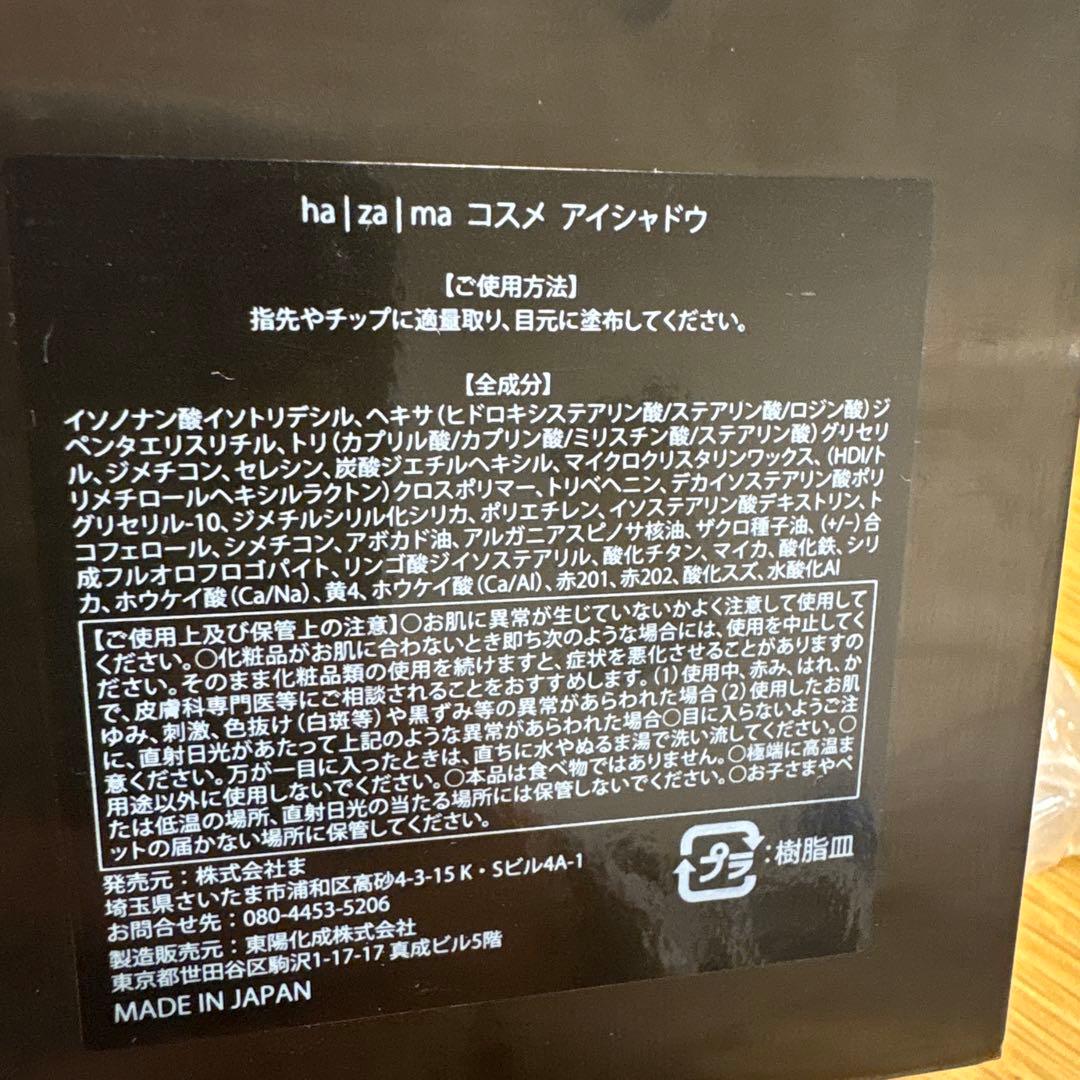 ha|za|ma コスメ アイシャドウ
【ご使用方法】
指先やチップに適量取り、目元に塗布してください。
【全成分】
イソノナン酸イソトリデシル、ヘキサ（ヒドロキシステアリン酸/ステアリン酸/ロジン酸）ジ
ペンタエリスリチル、トリ（カプリル酸/カプリン酸/ミリスチン酸/ステアリン酸）グリセリ
ル、ジメチコン、セレシン、炭酸ジエチルヘキシル、マイクロクリスタリンワックス、（HDI/ト
リメチロールヘキシルラクトン）クロスポリマー、トリベヘニン、デカイソステアリン酸ポリ
グリセリル-10、ジメチルシリル化シリカ、ポリエチレン、イソステアリン酸デキストリン、ト
コフェロール、シメチコン、アボカド油、アルガニアスピノサ核油、ザクロ種子油、（+/−）合
成フルオロフロゴパイト、リンゴ酸ジイソステアリル、酸化チタン、マイカ、酸化鉄、シリ
カ、ホウケイ酸（Ca/Na）、黄4、ホウケイ酸（Ca/Al）、赤201、赤202、酸化スズ、水酸化Al
【ご使用上及び保管上の注意】〇お肌に異常が生じていないかよく注意して使用して
ください。〇化粧品がお肌に合わないとき即ち次のような場合には、使用を中止してく
ださい。そのまま化粧品類の使用を続けますと、症状を悪化させることがありますの
で、皮膚科専門医等にご相談されることをおすすめします。（1）使用中、赤み、はれ、か
ゆみ、刺激、色抜け（白斑等）や黒ずみ等の異常があらわれた場合（2）使用したお肌
に、直射日光があたって上記のような異常があらわれた場合〇目に入らないようご注
意ください。万が一目に入ったときは、直ちに水やぬるま湯で洗い流してください。〇
用途以外に使用しないでください。〇本品は食べ物ではありません。〇極端に高温ま
たは低温の場所、直射日光の当たる場所には保管しないでください。〇お子さまやペ
ットの届かない場所に保管してください。
プラ:樹脂皿
発売元：株式会社ま
埼玉県さいたま市浦和区高砂4-3-15 K・Sビル4A-1
お問合せ先：080-4453-5206
製造販売元：東陽化成株式会社
東京都世田谷区駒沢1-17-17 真成ビル5階
MADE IN JAPAN